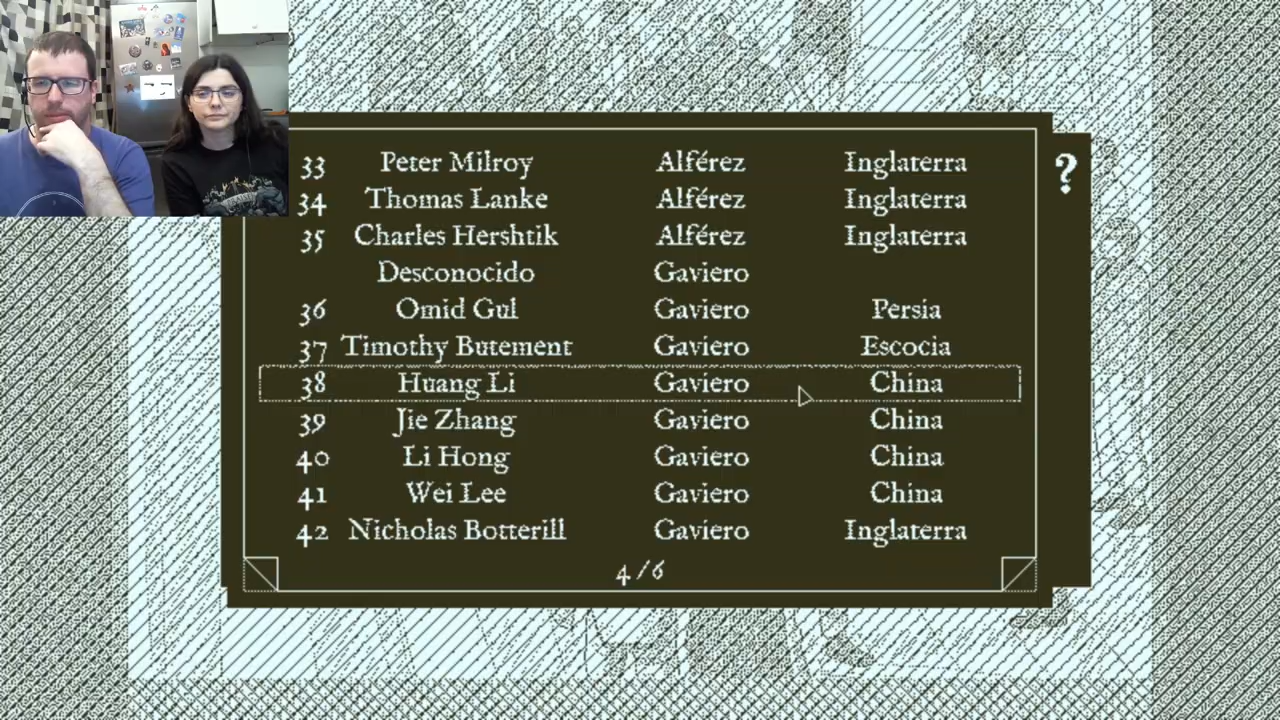 33 Peter Milroy Alférez Inglaterra
?
34 Thomas Lanke Alférez Inglaterra
35 Charles Hershtik Alférez Inglaterra
Desconocido Gaviero
36 Omid Gul Gaviero Persia
37 Timothy Butement Gaviero Escocia
38 Huang Li Gaviero China
39 Jie Zhang Gaviero China
40 Li Hong Gaviero China
41 Wei Lee Gaviero China
42 Nicholas Botterill Gaviero Inglaterra
4/6